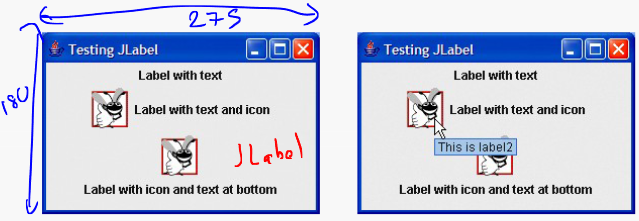 275
180
Testing JLabel
Label with text
Label with text and icon
JLabel
Label with icon and text at bottom
Testing JLabel
Label with text
Label with text and icon
This is label2
Label with icon and text at bottom